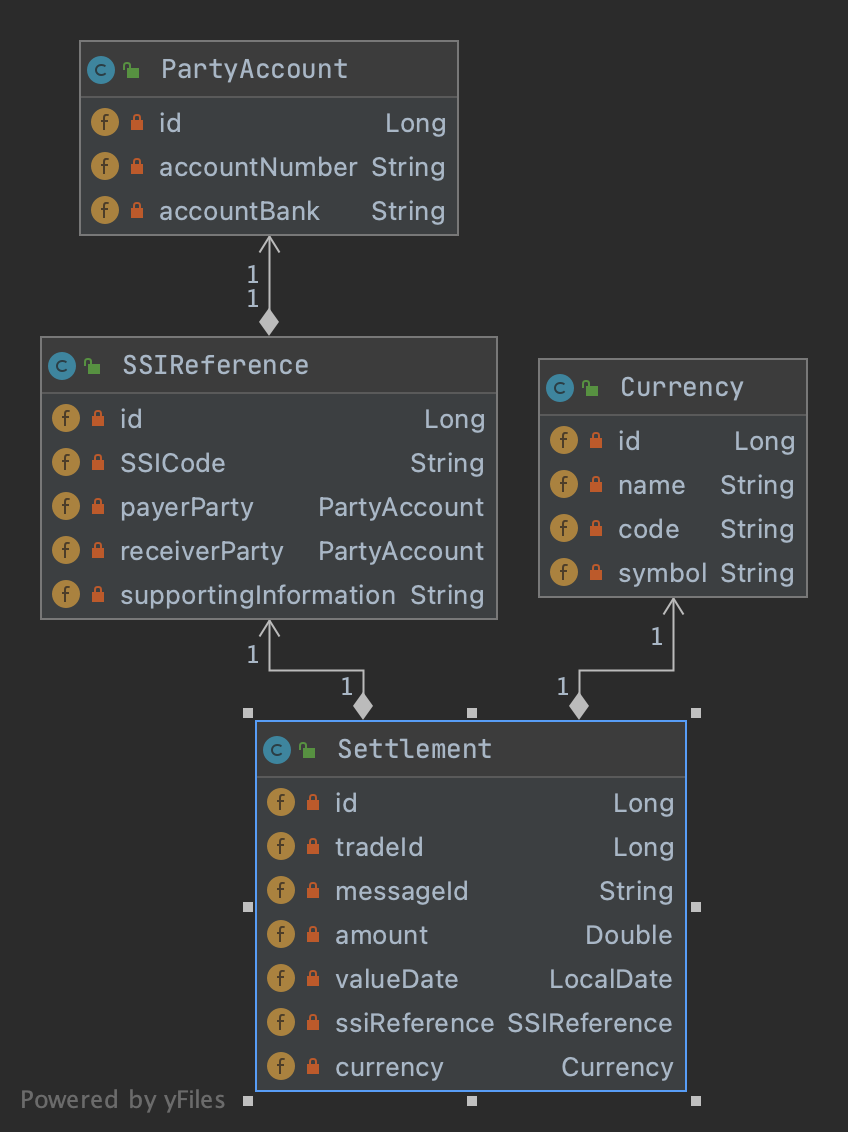 PartyAccount
id Long
accountNumber String
accountBank String
1
1
SSIReference
id Long
SSICode String
payerParty PartyAccount
receiverParty PartyAccount
supportingInformation String
Currency
id Long
name String
code String
symbol String
1
1
1
1
Settlement
id Long
tradeId Long
messageId String
amount Double
valueDate LocalDate
ssiReference SSIReference
currency Currency
Powered by yFiles